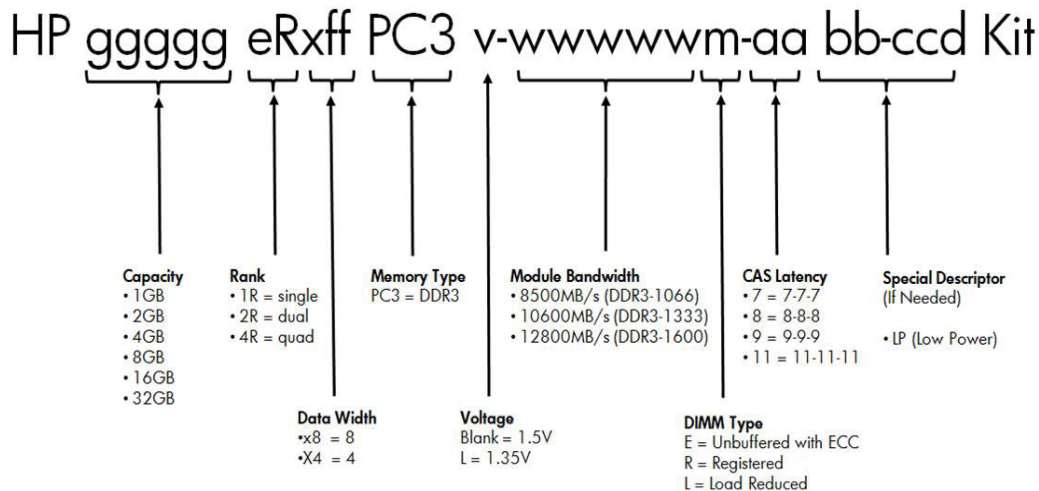 HP ggggg eRxff PC3 v-wwwwwm-aa bb-ccd Kit
Capacity
• 1GB
• 2GB
• 4GB
• 8GB
• 16GB
• 32GB
Rank
• 1R = single
• 2R = dual
• 4R = quad
Memory Type
PC3 = DDR3
Module Bandwidth
• 8500MB/s (DDR3-1066)
• 10600MB/s (DDR3-1333)
• 12800MB/s (DDR3-1600)
CAS Latency
• 7 = 7-7-7
• 8 = 8-8-8
• 9 = 9-9-9
• 11 = 11-11-11
Special Descriptor
(If Needed)
• LP (Low Power)
Data Width
•x8 = 8
•X4 = 4
Voltage
Blank = 1.5V
L = 1.35V
DIMM Type
E = Unbuffered with ECC
R = Registered
L = Load Reduced